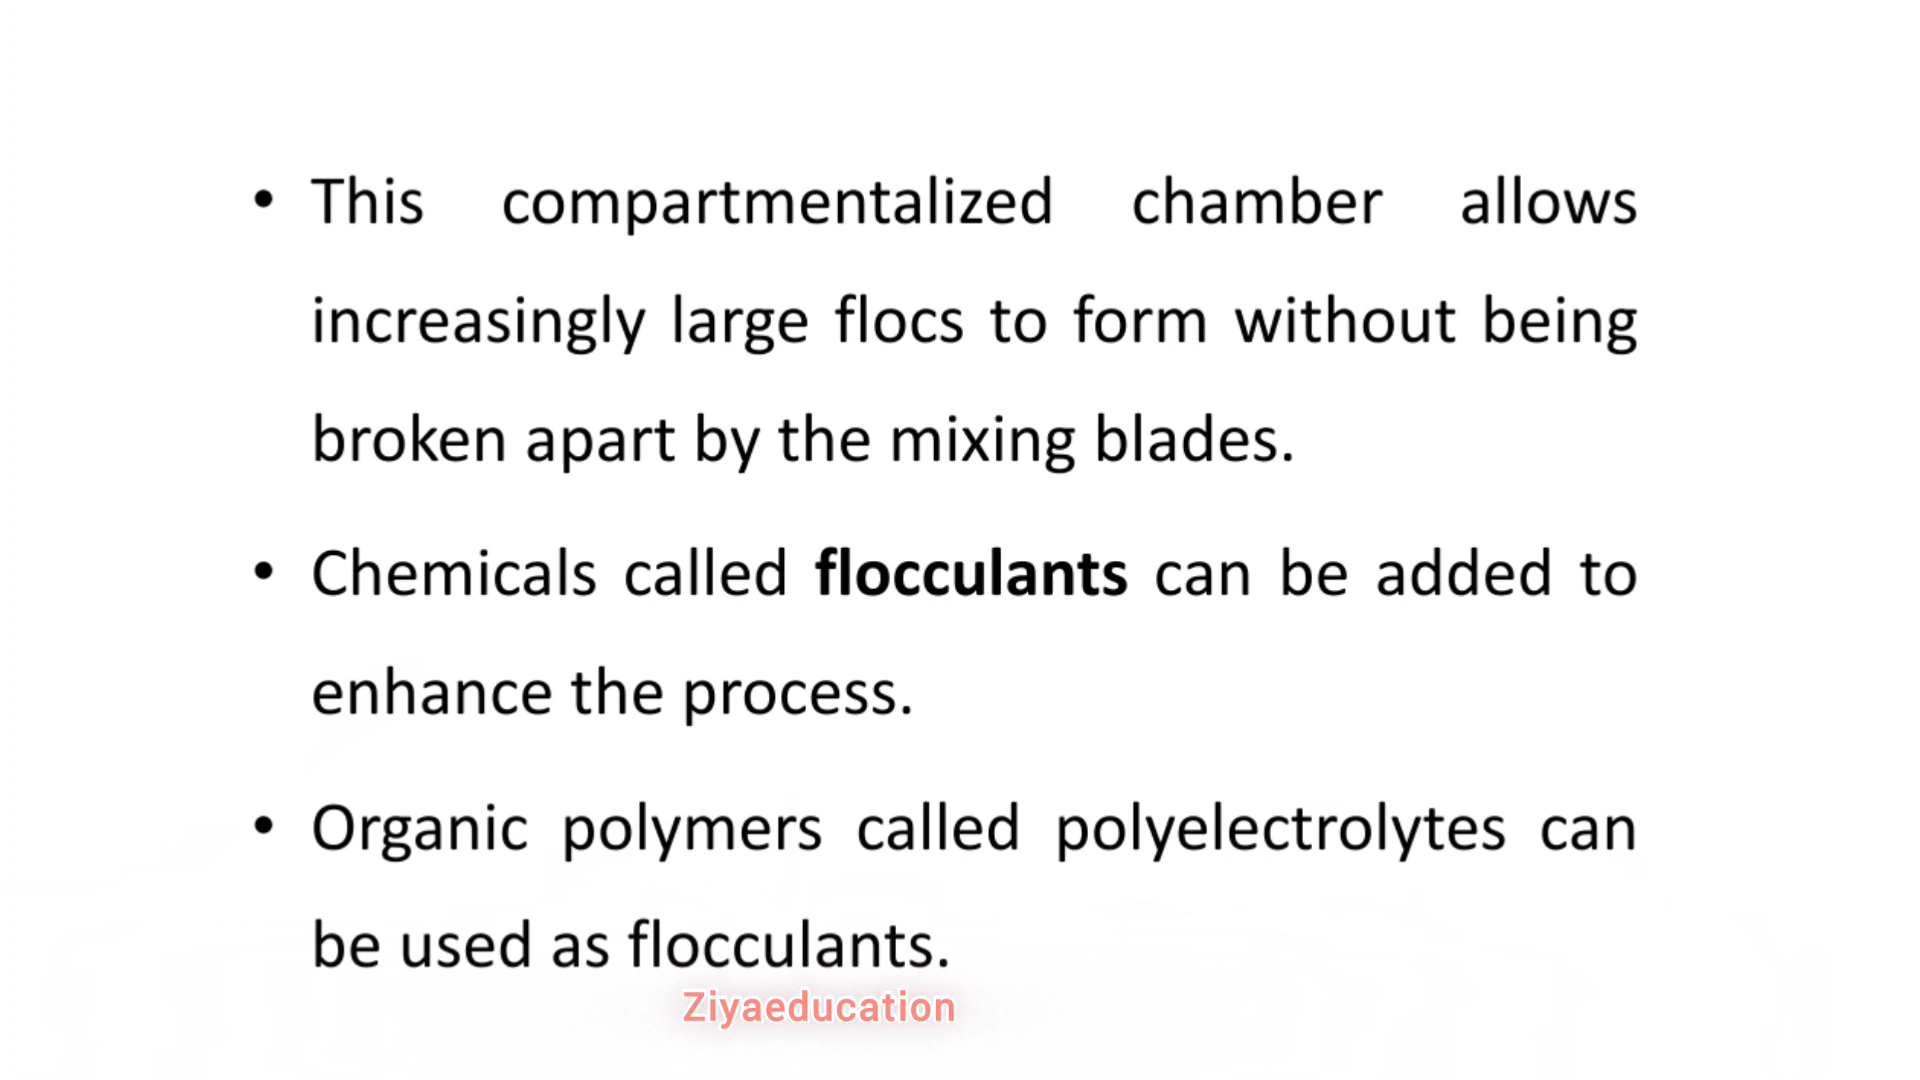 • This compartmentalized chamber allows
increasingly large flocs to form without being
broken apart by the mixing blades.
• Chemicals called flocculants can be added to
enhance the process.
• Organic polymers called polyelectrolytes can
be used as flocculants.
Ziyaeducation